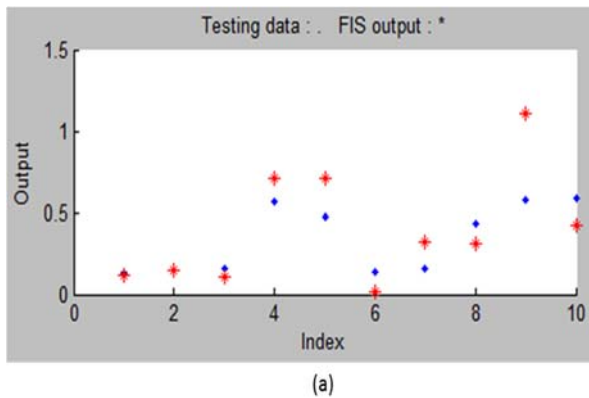 Testing data : .   FIS output : *
1.5
1
0.5
0
Output
0 2 4 6 8 10
Index
(a)